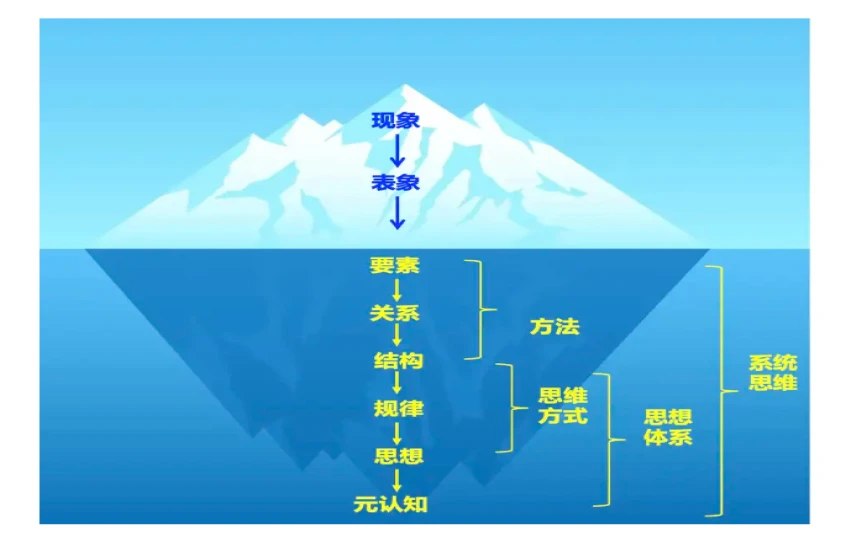 现象
表象
要素
关系
结构
规律
思想
元认知
方法
思维
方式
思想
体系
系统
思维